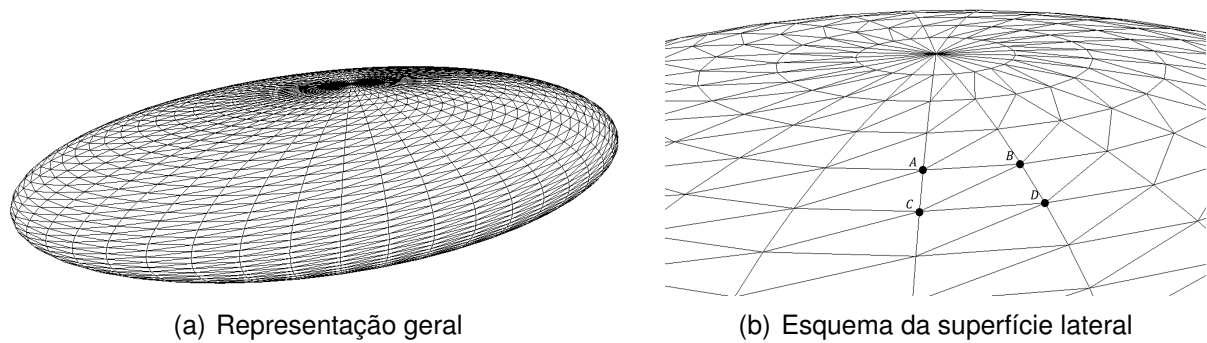 A
B
C
D
(a) Representação geral
(b) Esquema da superfície lateral